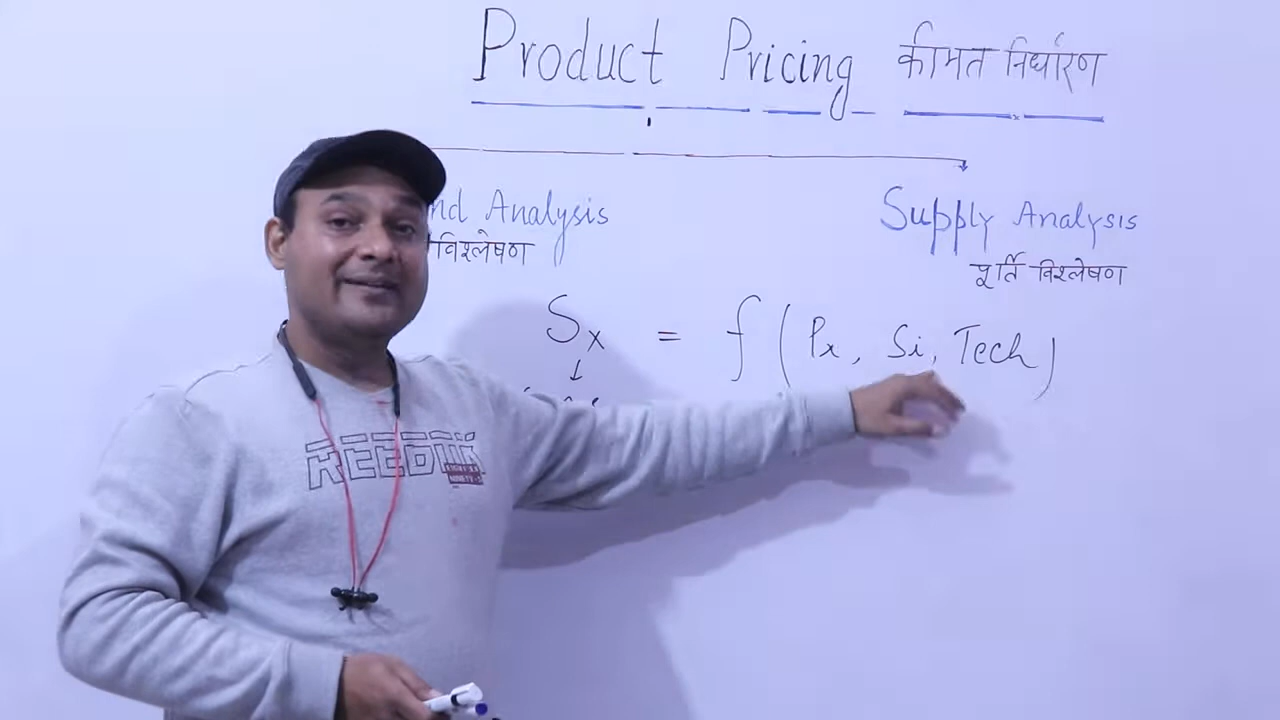 Product Pricing कीमत निर्धारण
nd Analysis
विश्लेषण
Supply Analysis
पूर्ति विश्लेषण
Sx = f (Px, Si, Tech)
REEBOK